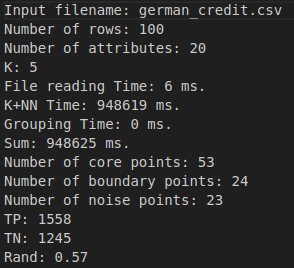 Input filename: german_credit.csv
Number of rows: 100
Number of attributes: 20
K: 5
File reading Time: 6 ms.
K+NN Time: 948619 ms.
Grouping Time: 0 ms.
Sum: 948625 ms.
Number of core points: 53
Number of boundary points: 24
Number of noise points: 23
TP: 1558
TN: 1245
Rand: 0.57